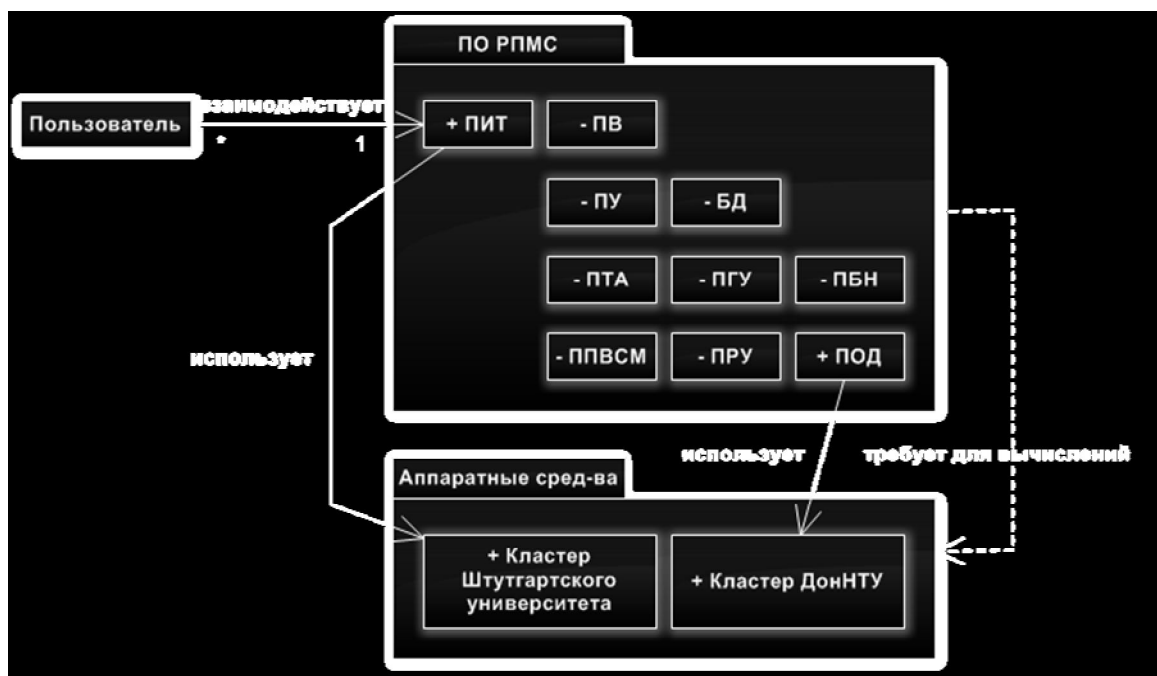 ПО РПМС
Пользователь
взаимодействует
* 1
+ ПИТ - ПВ
- ПУ - БД
- ПТА - ПГУ - ПБН
- ППВСМ - ПРУ + ПОД
использует
использует
требует для вычислений
Аппаратные сред-ва
+ Кластер
Штутгартского
университета
+ Кластер ДонНТУ